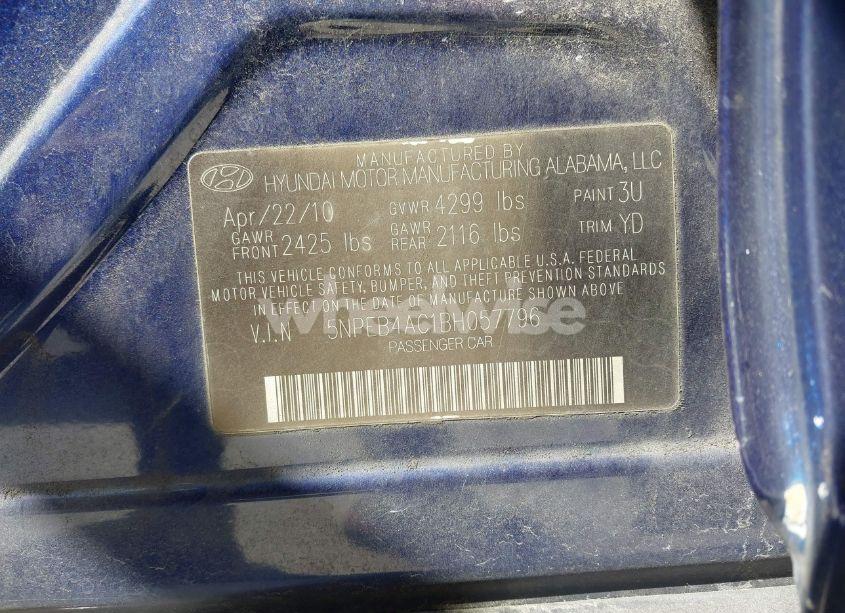 MANUFACTURED BY
HYUNDAI MOTOR MANUFACTURING ALABAMA, LLC
Apr/22/10 GVWR 4299 lbs PAINT 3U
GAWR FRONT 2425 lbs GAWR REAR 2116 lbs TRIM YD
THIS VEHICLE CONFORMS TO ALL APPLICABLE U.S.A. FEDERAL
MOTOR VEHICLE SAFETY, BUMPER, AND THEFT PREVENTION STANDARDS
IN EFFECT ON THE DATE OF MANUFACTURE SHOWN ABOVE.
V.I.N 5NPEB4AC1BH057796
PASSENGER CAR